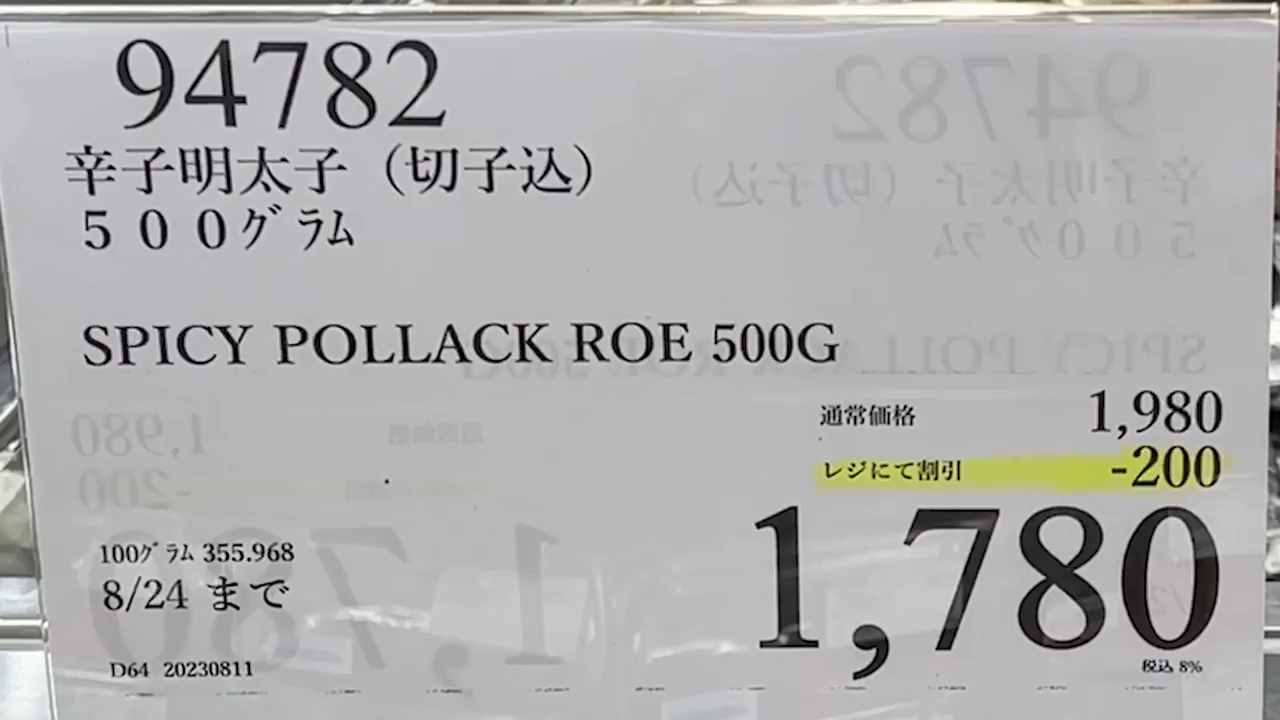 94782
辛子明太子（切子込）
５００グラム
SPICY POLLACK ROE 500G
通常価格 1,980
レジにて割引 -200
1,780
100グラム 355.968
8/24 まで
D64 20230811
税込 8%